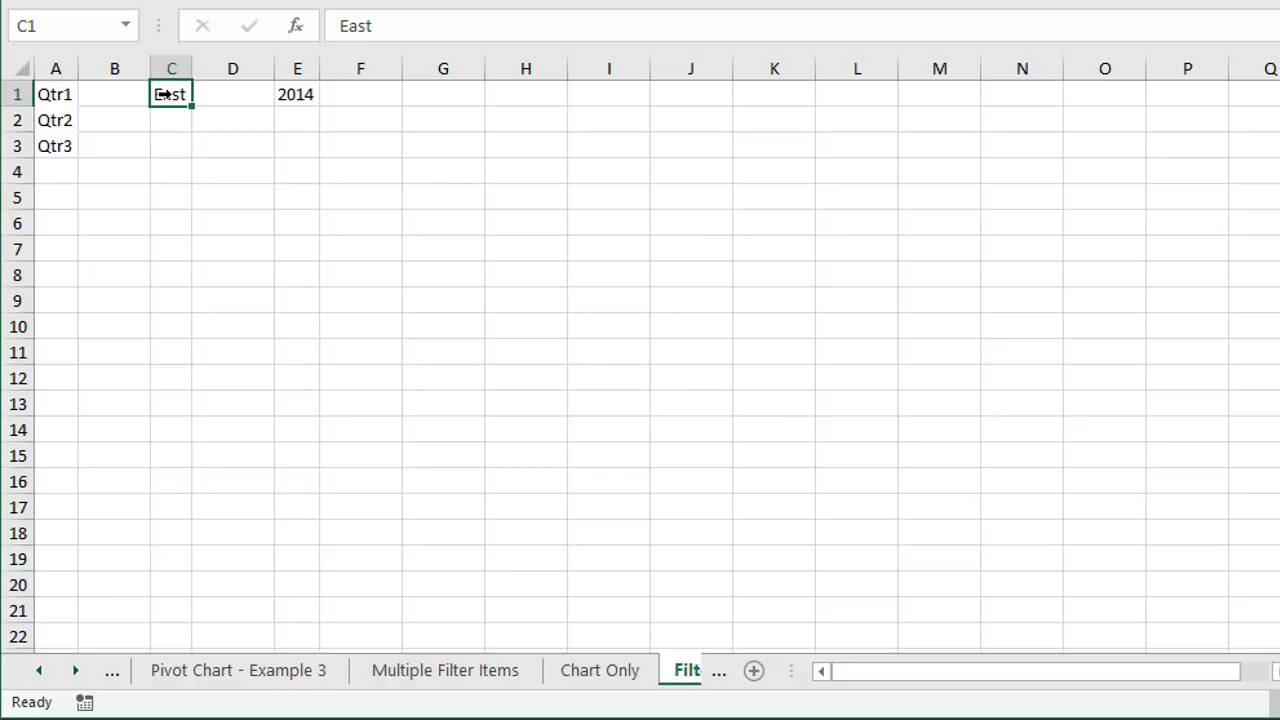 C1 fx East
A B C D E F G H I J K L M N O P Q
1 Qtr1 East 2014
2 Qtr2
3 Qtr3
4
5
6
7
8
9
10
11
12
13
14
15
16
17
18
19
20
21
22
... Pivot Chart - Example 3 Multiple Filter Items Chart Only Filt ...
Ready